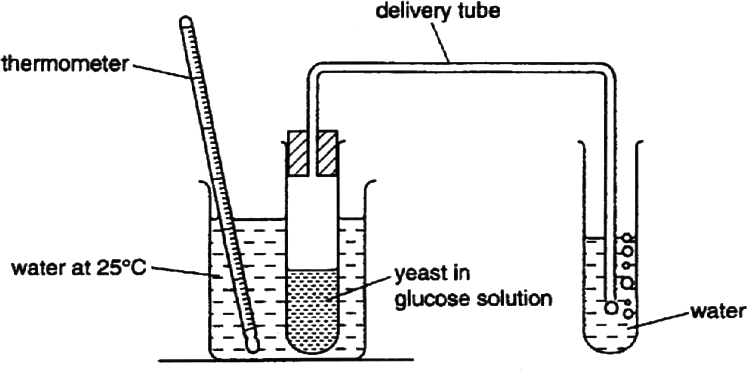 delivery tube
thermometer
water at 25°C
yeast in
glucose solution
water